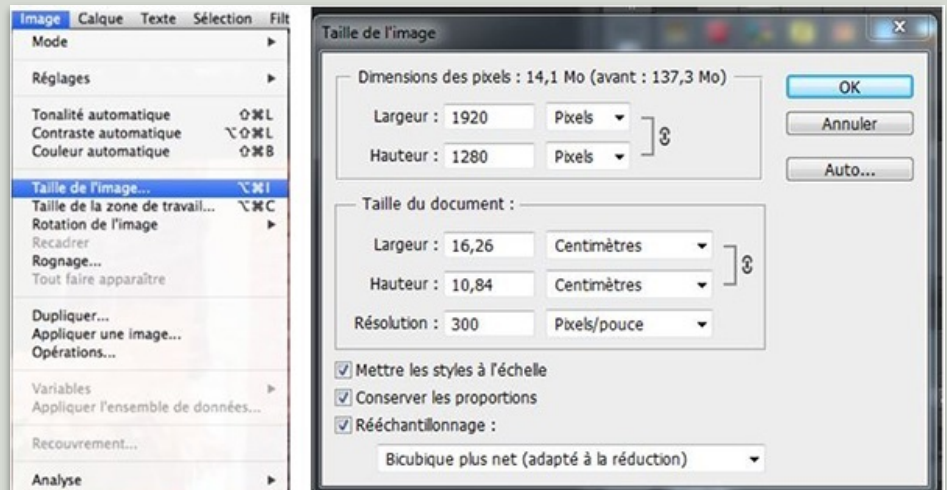 Image Calque Texte Sélection Filt
Mode
Réglages
Tonalité automatique ⇧⌘L
Contraste automatique ⌥⇧⌘L
Couleur automatique ⇧⌘B
Taille de l'image... ⌥⌘I
Taille de la zone de travail... ⌥⌘C
Rotation de l'image
Recadrer
Rognage...
Tout faire apparaître
Dupliquer...
Appliquer une image...
Opérations...
Variables
Appliquer l'ensemble de données...
Recouvrement...
Analyse
Taille de l'image
Dimensions des pixels : 14,1 Mo (avant : 137,3 Mo)
Largeur : 1920 Pixels
Hauteur : 1280 Pixels
OK
Annuler
Auto...
Taille du document :
Largeur : 16,26 Centimètres
Hauteur : 10,84 Centimètres
Résolution : 300 Pixels/pouce
Mettre les styles à l'échelle
Conserver les proportions
Rééchantillonnage :
Bicubique plus net (adapté à la réduction)